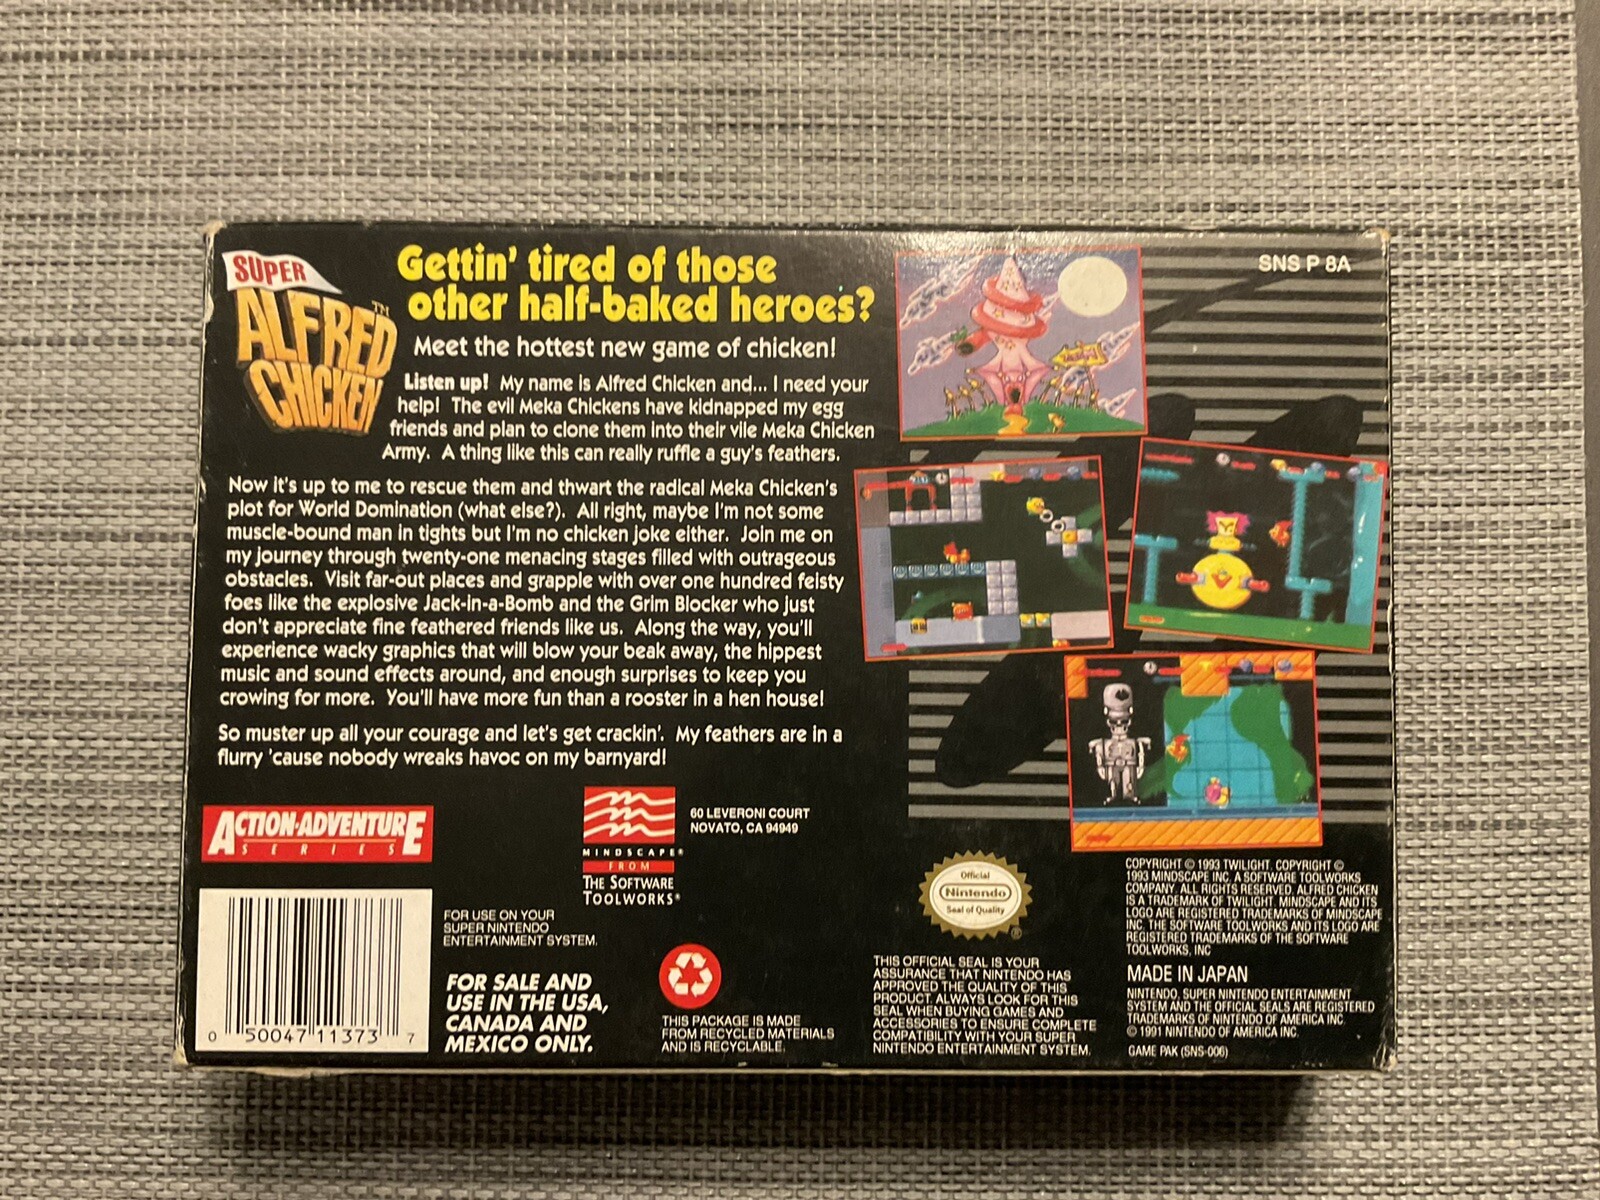 SUPER
ALFRED™
CHICKEN
Gettin' tired of those
other half-baked heroes?
Meet the hottest new game of chicken!
Listen up! My name is Alfred Chicken and... I need your
help! The evil Meka Chickens have kidnapped my egg
friends and plan to clone them into their vile Meka Chicken
Army. A thing like this can really ruffle a guy's feathers.
Now it's up to me to rescue them and thwart the radical Meka Chicken's
plot for World Domination (what else?). All right, maybe I'm not some
muscle-bound man in tights but I'm no chicken joke either. Join me on
my journey through twenty-one menacing stages filled with outrageous
obstacles. Visit far-out places and grapple with over one hundred feisty
foes like the explosive Jack-in-a-Bomb and the Grim Blocker who just
don't appreciate fine feathered friends like us. Along the way, you'll
experience wacky graphics that will blow your beak away, the hippest
music and sound effects around, and enough surprises to keep you
crowing for more. You'll have more fun than a rooster in a hen house!
So muster up all your courage and let's get crackin'. My feathers are in a
flurry 'cause nobody wreaks havoc on my barnyard!
SNS P 8A
ACTION-ADVENTURE
SERIES
MINDSCAPE®
FROM
THE SOFTWARE
TOOLWORKS®
60 LEVERONI COURT
NOVATO, CA 94949
0 50047 11373 7
FOR USE ON YOUR
SUPER NINTENDO
ENTERTAINMENT SYSTEM.
FOR SALE AND
USE IN THE USA,
CANADA AND
MEXICO ONLY.
THIS PACKAGE IS MADE
FROM RECYCLED MATERIALS
AND IS RECYCLABLE.
Official
Nintendo
Seal of Quality
®
THIS OFFICIAL SEAL IS YOUR
ASSURANCE THAT NINTENDO HAS
APPROVED THE QUALITY OF THIS
PRODUCT. ALWAYS LOOK FOR THIS
SEAL WHEN BUYING GAMES AND
ACCESSORIES TO ENSURE COMPLETE
COMPATIBILITY WITH YOUR SUPER
NINTENDO ENTERTAINMENT SYSTEM.
COPYRIGHT © 1993 TWILIGHT. COPYRIGHT ©
1993 MINDSCAPE INC. A SOFTWARE TOOLWORKS
COMPANY. ALL RIGHTS RESERVED. ALFRED CHICKEN
IS A TRADEMARK OF TWILIGHT. MINDSCAPE AND ITS
LOGO ARE REGISTERED TRADEMARKS OF MINDSCAPE
INC. THE SOFTWARE TOOLWORKS AND ITS LOGO ARE
REGISTERED TRADEMARKS OF THE SOFTWARE
TOOLWORKS, INC
MADE IN JAPAN
NINTENDO, SUPER NINTENDO ENTERTAINMENT
SYSTEM AND THE OFFICIAL SEALS ARE REGISTERED
TRADEMARKS OF NINTENDO OF AMERICA INC.
© 1991 NINTENDO OF AMERICA INC.
GAME PAK (SNS-006)